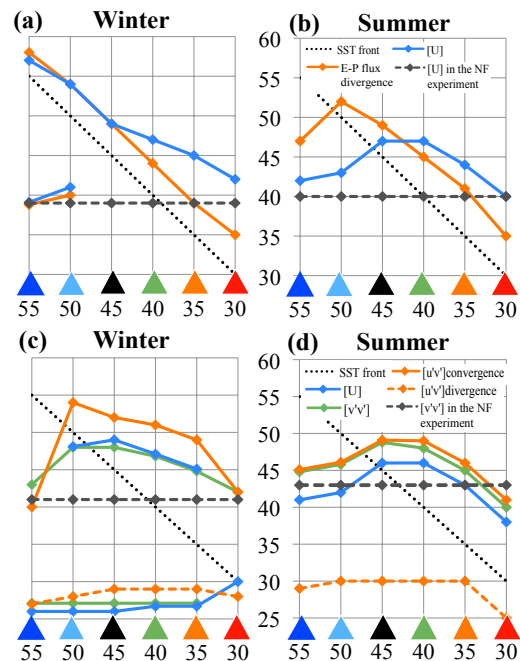 (a) Winter
(b) Summer
SST front
E-P flux
divergence
[U]
[U] in the NF
experiment
60
55
50
45
40
35
30
55 50 45 40 35 30
55 50 45 40 35 30
(c) Winter
(d) Summer
SST front
[U]
[v'v']
[u'v']convergence
[u'v']divergence
[v'v'] in the NF
experiment
60
55
50
45
40
35
30
25
55 50 45 40 35 30
55 50 45 40 35 30